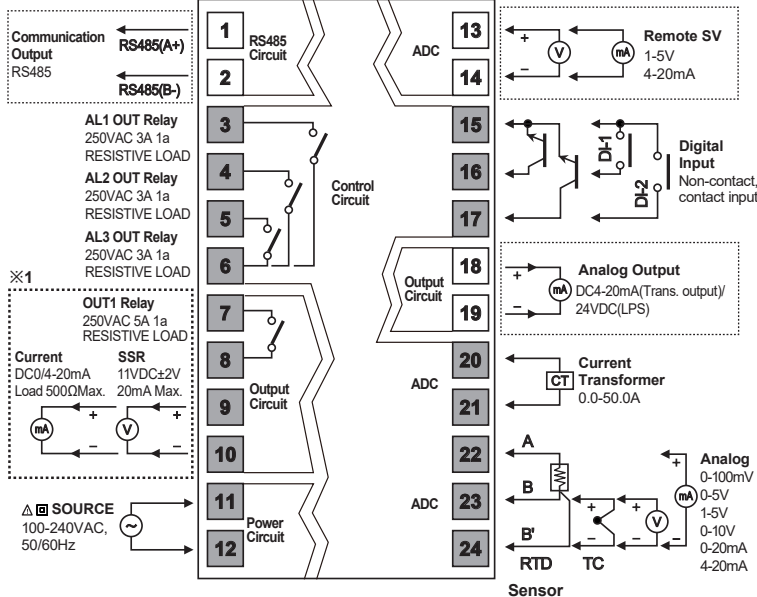 Communication
Output
RS485
RS485(A+)
RS485(B-)
1
2
RS485
Circuit
AL1 OUT Relay
250VAC 3A 1a
RESISTIVE LOAD
AL2 OUT Relay
250VAC 3A 1a
RESISTIVE LOAD
AL3 OUT Relay
250VAC 3A 1a
RESISTIVE LOAD
3
4
5
6
Control
Circuit
※1
OUT1 Relay
250VAC 5A 1a
RESISTIVE LOAD
Current
DC0/4-20mA
Load 500ΩMax.
mA
+
−
SSR
11VDC±2V
20mA Max.
V
+
−
7
8
9
10
Output
Circuit
SOURCE
100-240VAC,
50/60Hz
11
12
Power
Circuit
ADC
13
14
+
−
V
mA
Remote SV
1-5V
4-20mA
15
16
17
DI-1
DI-2
Digital
Input
Non-contact,
contact input
Output
Circuit
18
19
+
−
mA
Analog Output
DC4-20mA(Trans. output)/
24VDC(LPS)
ADC
20
21
CT
Current
Transformer
0.0-50.0A
ADC
22
23
24
A
B
B'
RTD
+
−
TC
+
−
V
+
−
mA
Analog
0-100mV
0-5V
1-5V
0-10V
0-20mA
4-20mA
Sensor